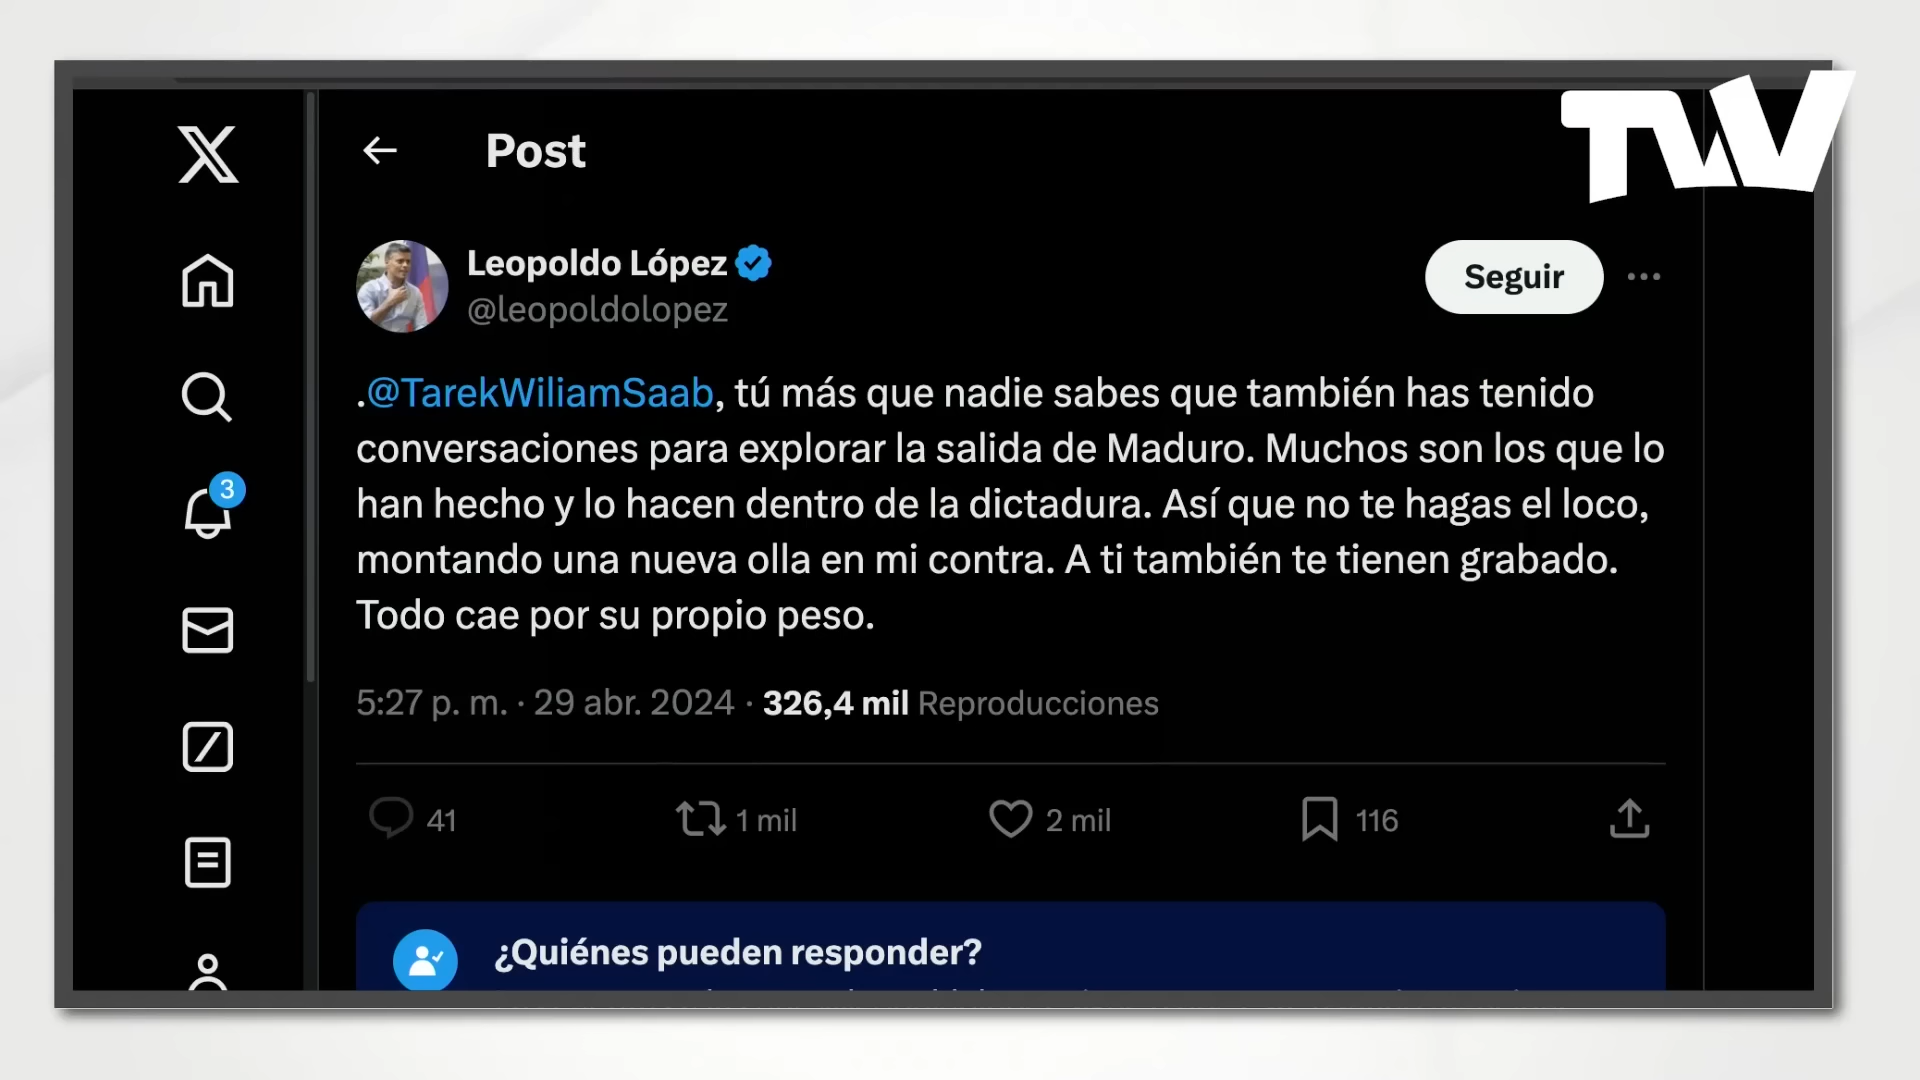 TW
Post
Leopoldo López
@leopoldolopez
Seguir
.@TarekWiliamSaab, tú más que nadie sabes que también has tenido
conversaciones para explorar la salida de Maduro. Muchos son los que lo
han hecho y lo hacen dentro de la dictadura. Así que no te hagas el loco,
montando una nueva olla en mi contra. A ti también te tienen grabado.
Todo cae por su propio peso.
5:27 p. m. · 29 abr. 2024 · 326,4 mil Reproducciones
3
41
1 mil
2 mil
116
¿Quiénes pueden responder?